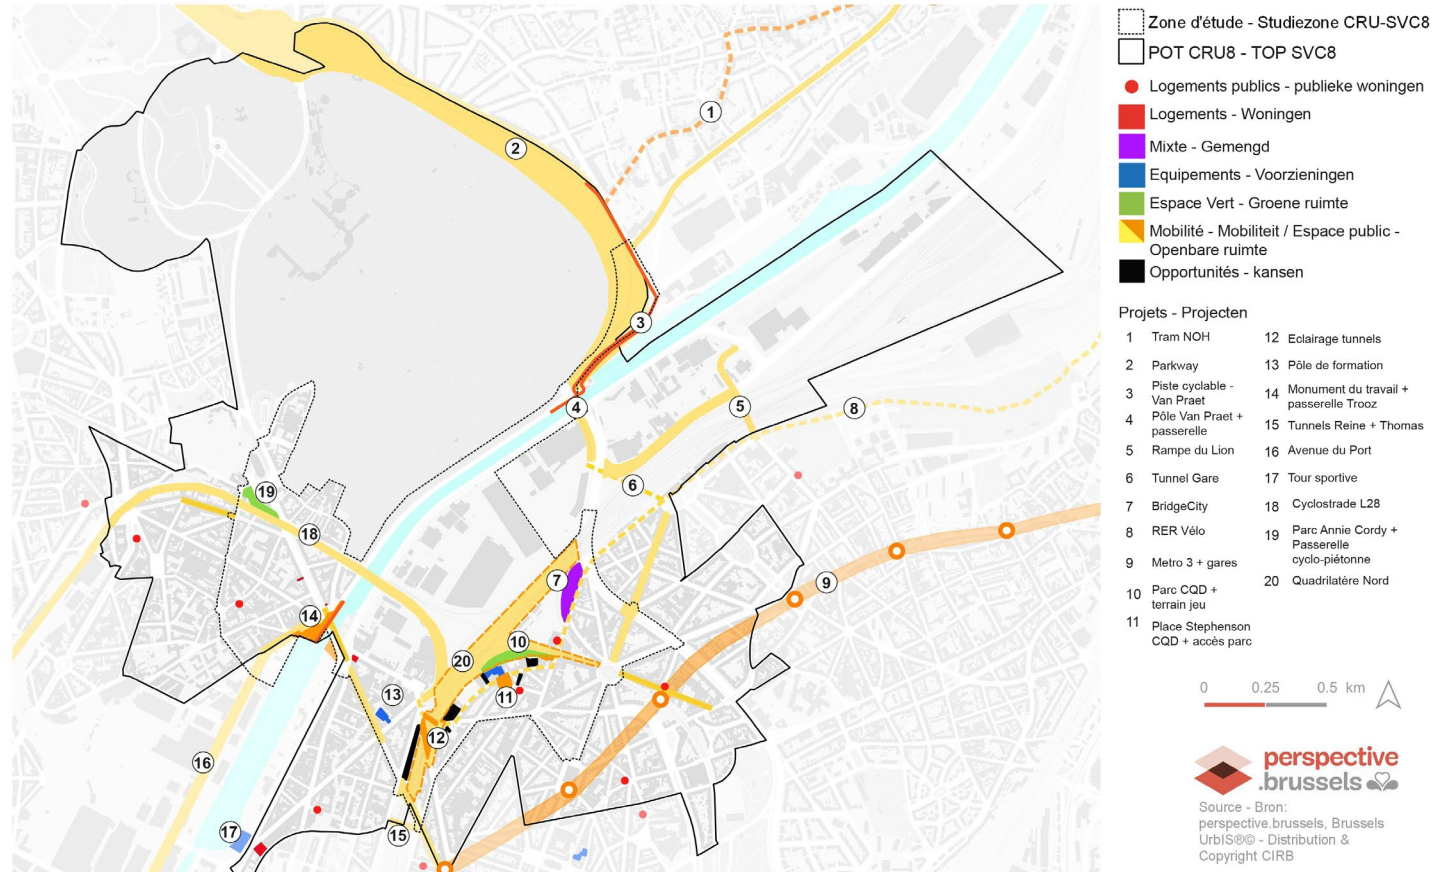 Zone d'étude - Studiezone CRU-SVC8
POT CRU8 - TOP SVC8
Logements publics - publieke woningen
Logements - Woningen
Mixte - Gemengd
Equipements - Voorzieningen
Espace Vert - Groene ruimte
Mobilité - Mobiliteit / Espace public -
Openbare ruimte
Opportunités - kansen
Projets - Projecten
1 Tram NOH
2 Parkway
3 Piste cyclable -
Van Praet
4 Pôle Van Praet +
passerelle
5 Rampe du Lion
6 Tunnel Gare
7 BridgeCity
8 RER Vélo
9 Metro 3 + gares
10 Parc CQD +
terrain jeu
11 Place Stephenson
CQD + accès parc
12 Eclairage tunnels
13 Pôle de formation
14 Monument du travail +
passerelle Trooz
15 Tunnels Reine + Thomas
16 Avenue du Port
17 Tour sportive
18 Cyclostrade L28
19 Parc Annie Cordy +
Passerelle
cyclo-piétonne
20 Quadrilatère Nord
0 0.25 0.5 km
perspective
.brussels
Source - Bron:
perspective.brussels, Brussels
UrbIS®© - Distribution &
Copyright CIRB
1
2
3
4
5
8
6
19
18
7
9
14
10
20
11
13
12
16
17
15